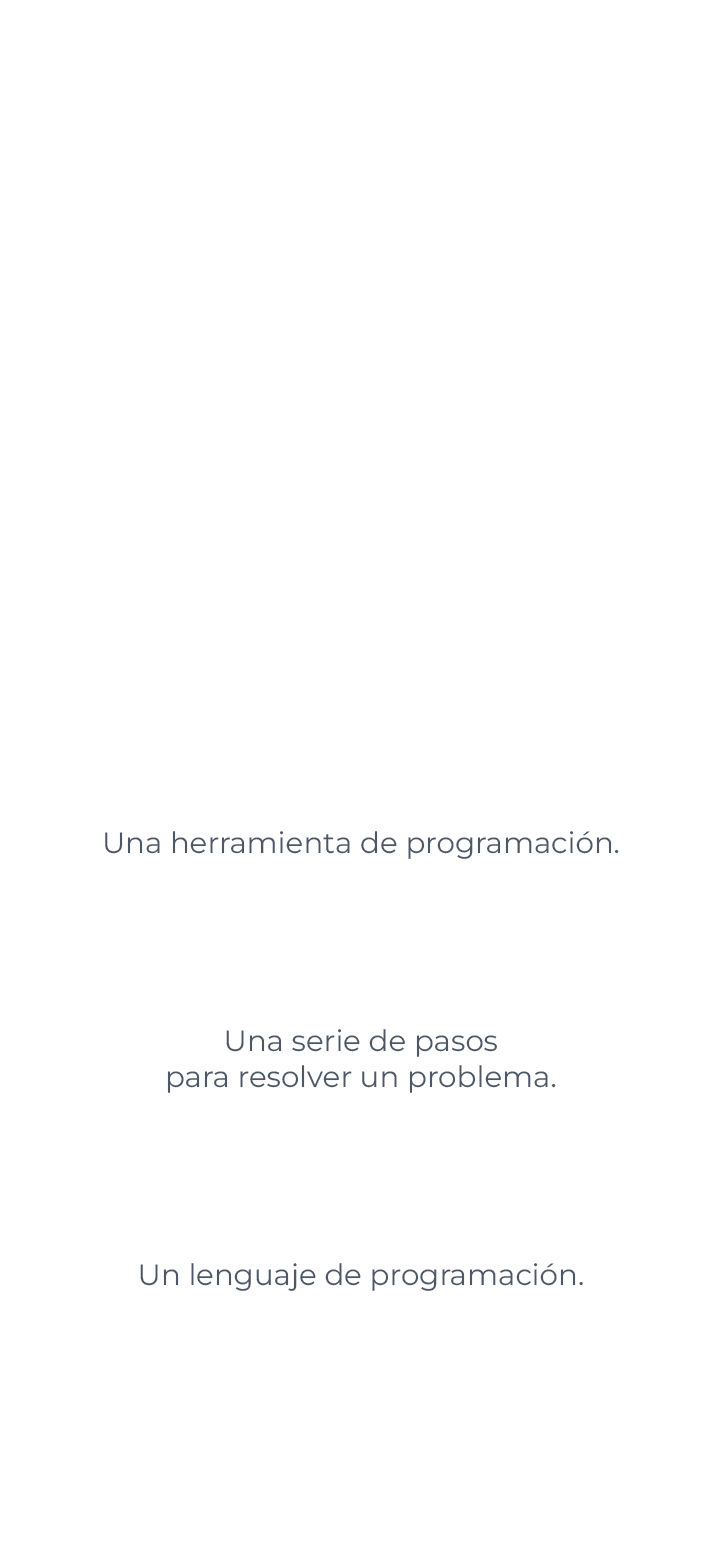 Una herramienta de programación.
Una serie de pasos
para resolver un problema.
Un lenguaje de programación.